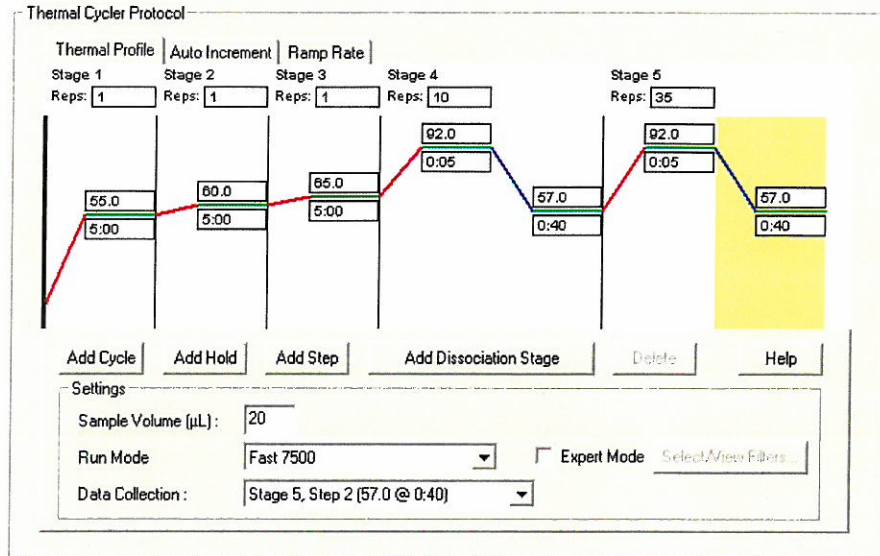 Thermal Cycler Protocol
Thermal Profile Auto Increment Ramp Rate
Stage 1 Stage 2 Stage 3 Stage 4 Stage 5
Reps: 1 Reps: 1 Reps: 1 Reps: 10 Reps: 35
92.0 92.0
0:05 0:05
55.0 60.0 65.0 57.0 57.0
5:00 5:00 5:00 0:40 0:40
Add Cycle Add Hold Add Step Add Dissociation Stage Delete Help
Settings
Sample Volume (µL) : 20
Run Mode Fast 7500 Expert Mode Select/View Filters...
Data Collection : Stage 5, Step 2 (57.0 @ 0:40)